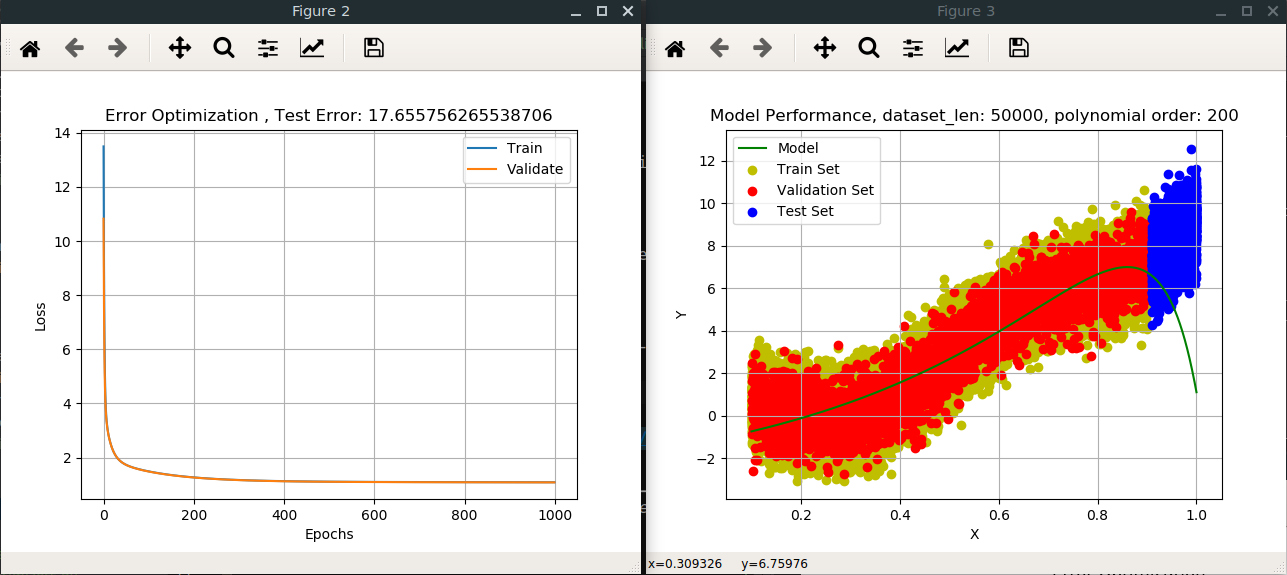 Figure 2
Error Optimization , Test Error: 17.655756265538706
14
12
10
8
6
4
2
Loss
Train
Validate
0
200
400
600
800
1000
Epochs
Figure 3
Model Performance, dataset_len: 50000, polynomial order: 200
12
10
8
6
4
2
0
−2
Y
Model
Train Set
Validation Set
Test Set
0.2
0.4
0.6
0.8
1.0
X
x=0.309326 y=6.75976